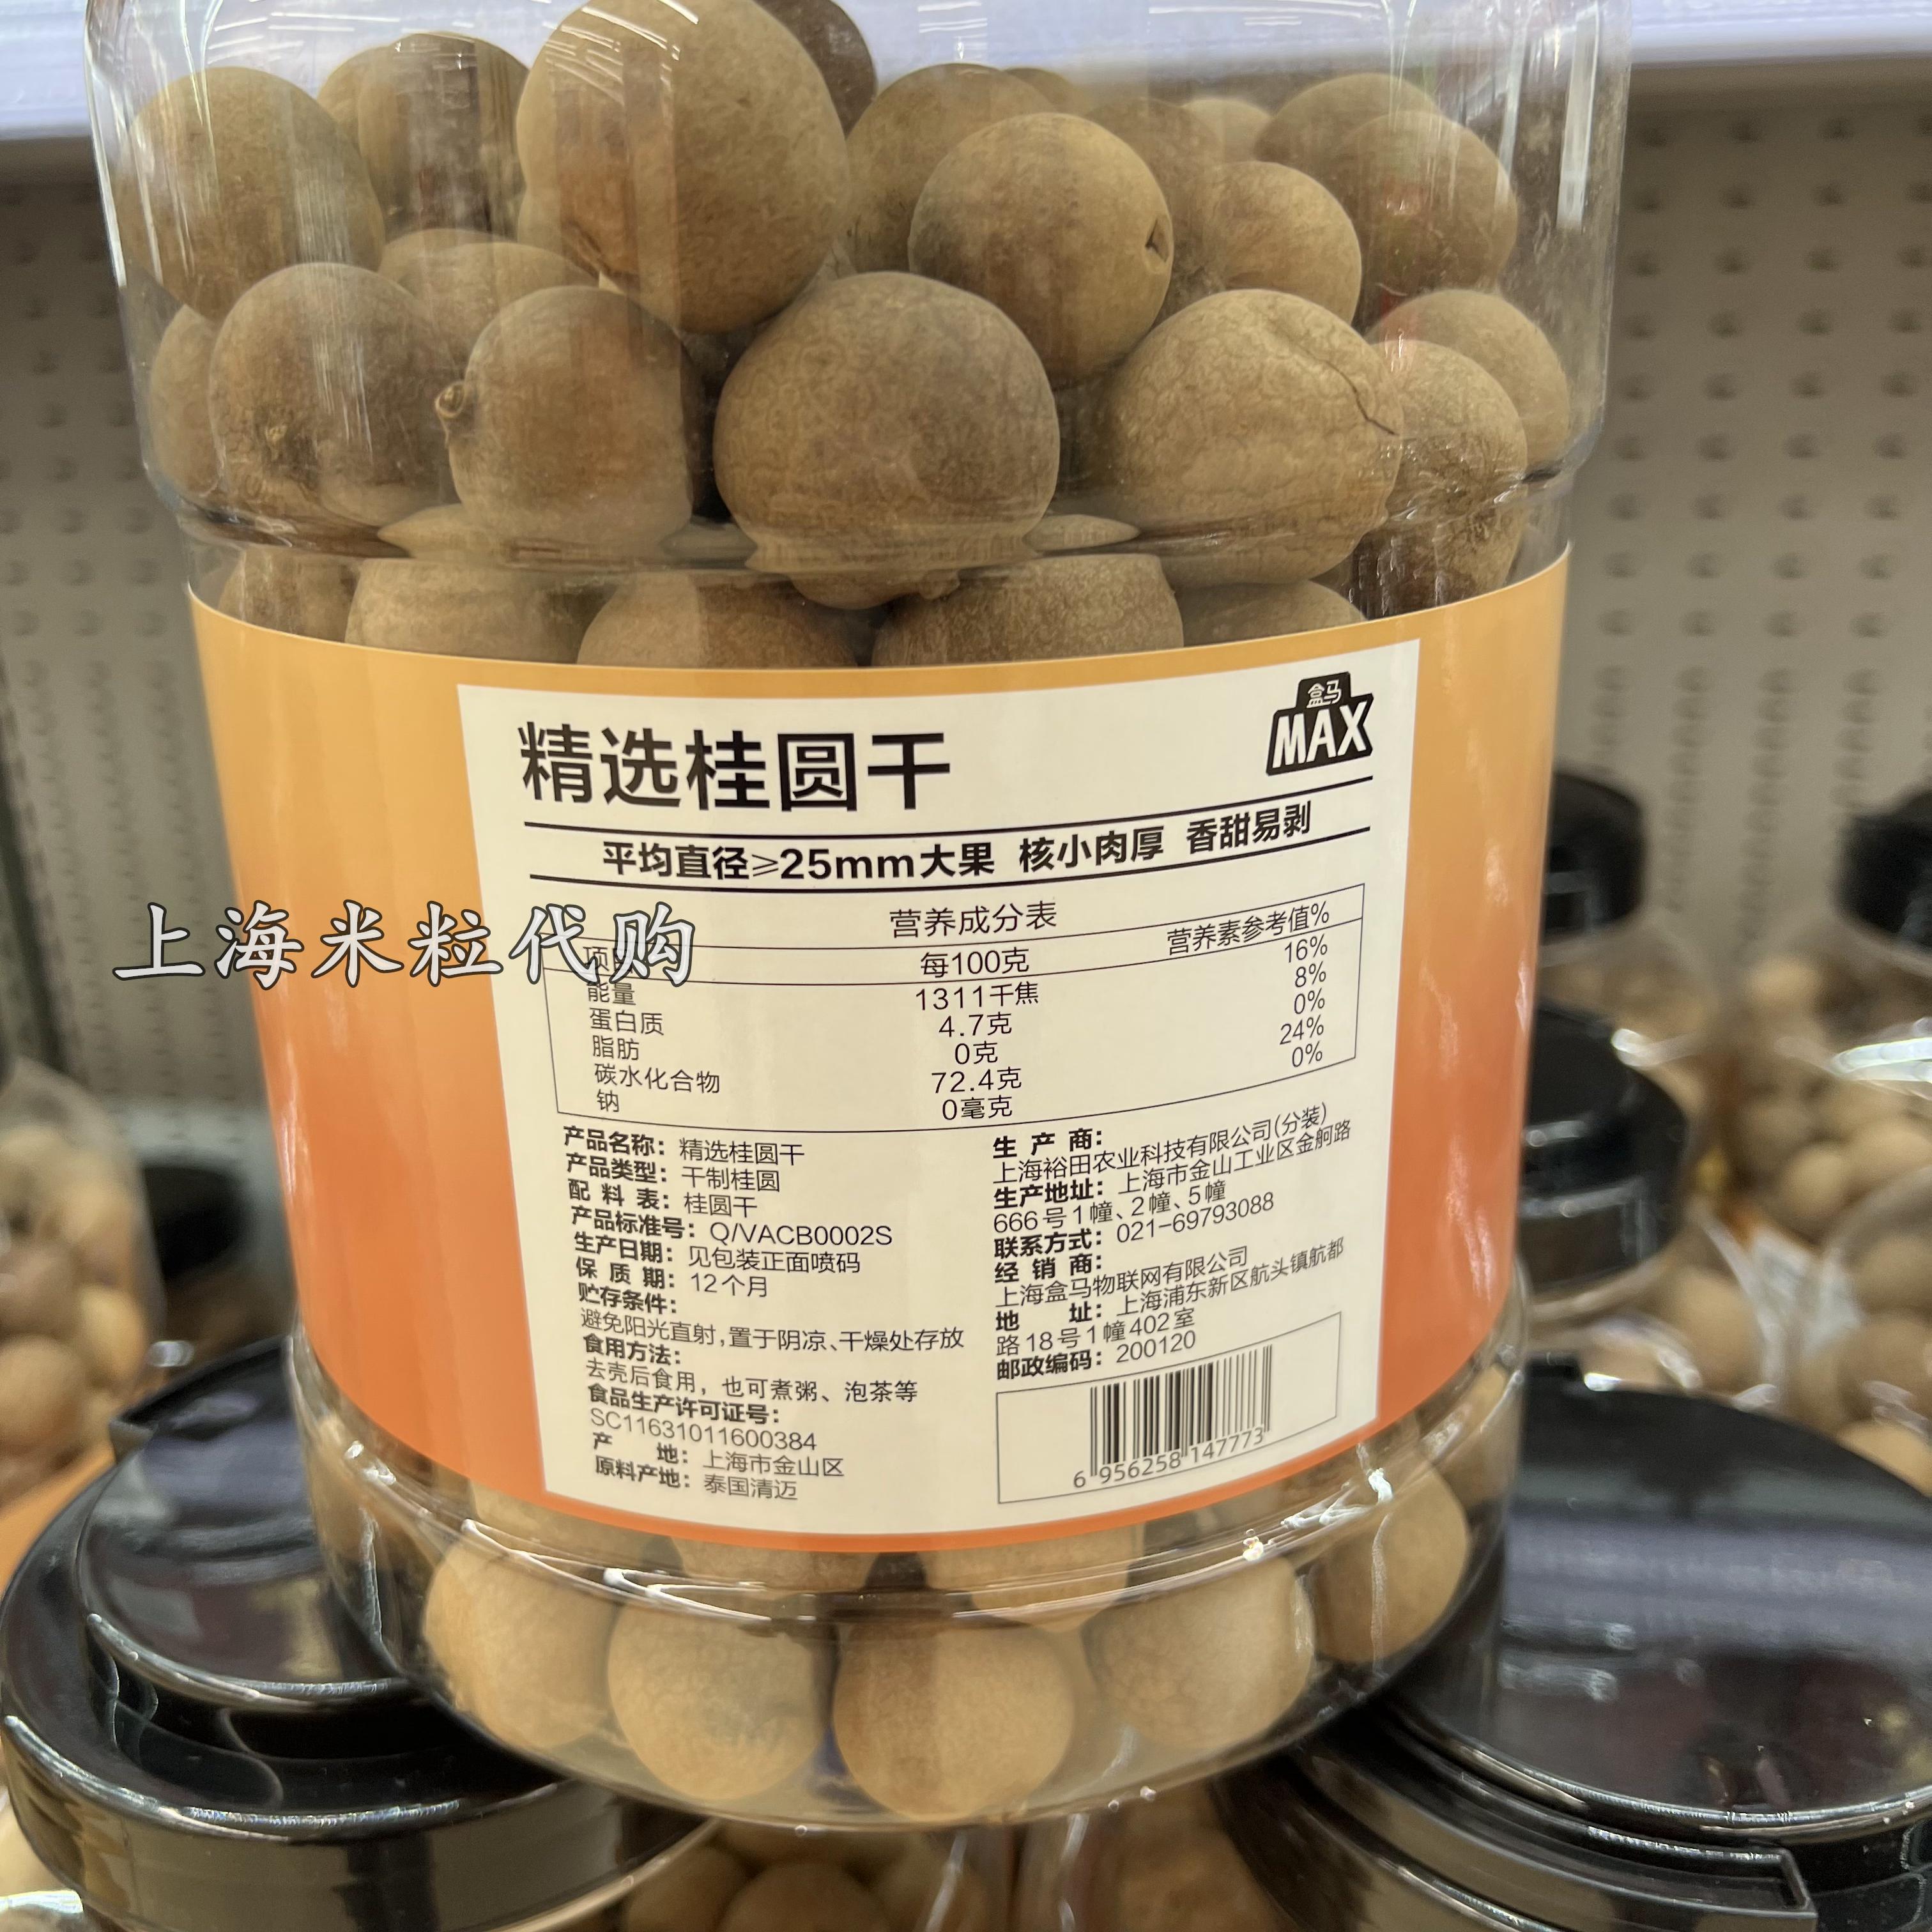 盒马
MAX
精选桂圆干
平均直径≥25mm大果 核小肉厚 香甜易剥
上海米粒代购
营养成分表
每100克 营养素参考值%
能量 1311千焦 16%
蛋白质 4.7克 8%
脂肪 0克 0%
碳水化合物 72.4克 24%
钠 0毫克 0%
产品名称：精选桂圆干
产品类型：干制桂圆
配 料 表：桂圆干
产品标准号：Q/VACB0002S
生产日期：见包装正面喷码
保 质 期：12个月
贮存条件：
避免阳光直射，置于阴凉、干燥处存放
食用方法：
去壳后食用，也可煮粥、泡茶等
食品生产许可证号：
SC11631011600384
产 地：上海市金山区
原料产地：泰国清迈
生 产 商：
上海裕田农业科技有限公司(分装)
生产地址：上海市金山工业区金舸路
666号1幢、2幢、5幢
联系方式：021-69793088
经 销 商：
上海盒马物联网有限公司
地 址：上海浦东新区航头镇航都
路18号1幢402室
邮政编码：200120
6 956258 147773